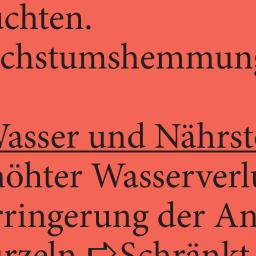 uchten.
chstumshemmung
Wasser und Nährst
höhter Wasserverlu
rringerung der An
urzeln ⇨Schränkt